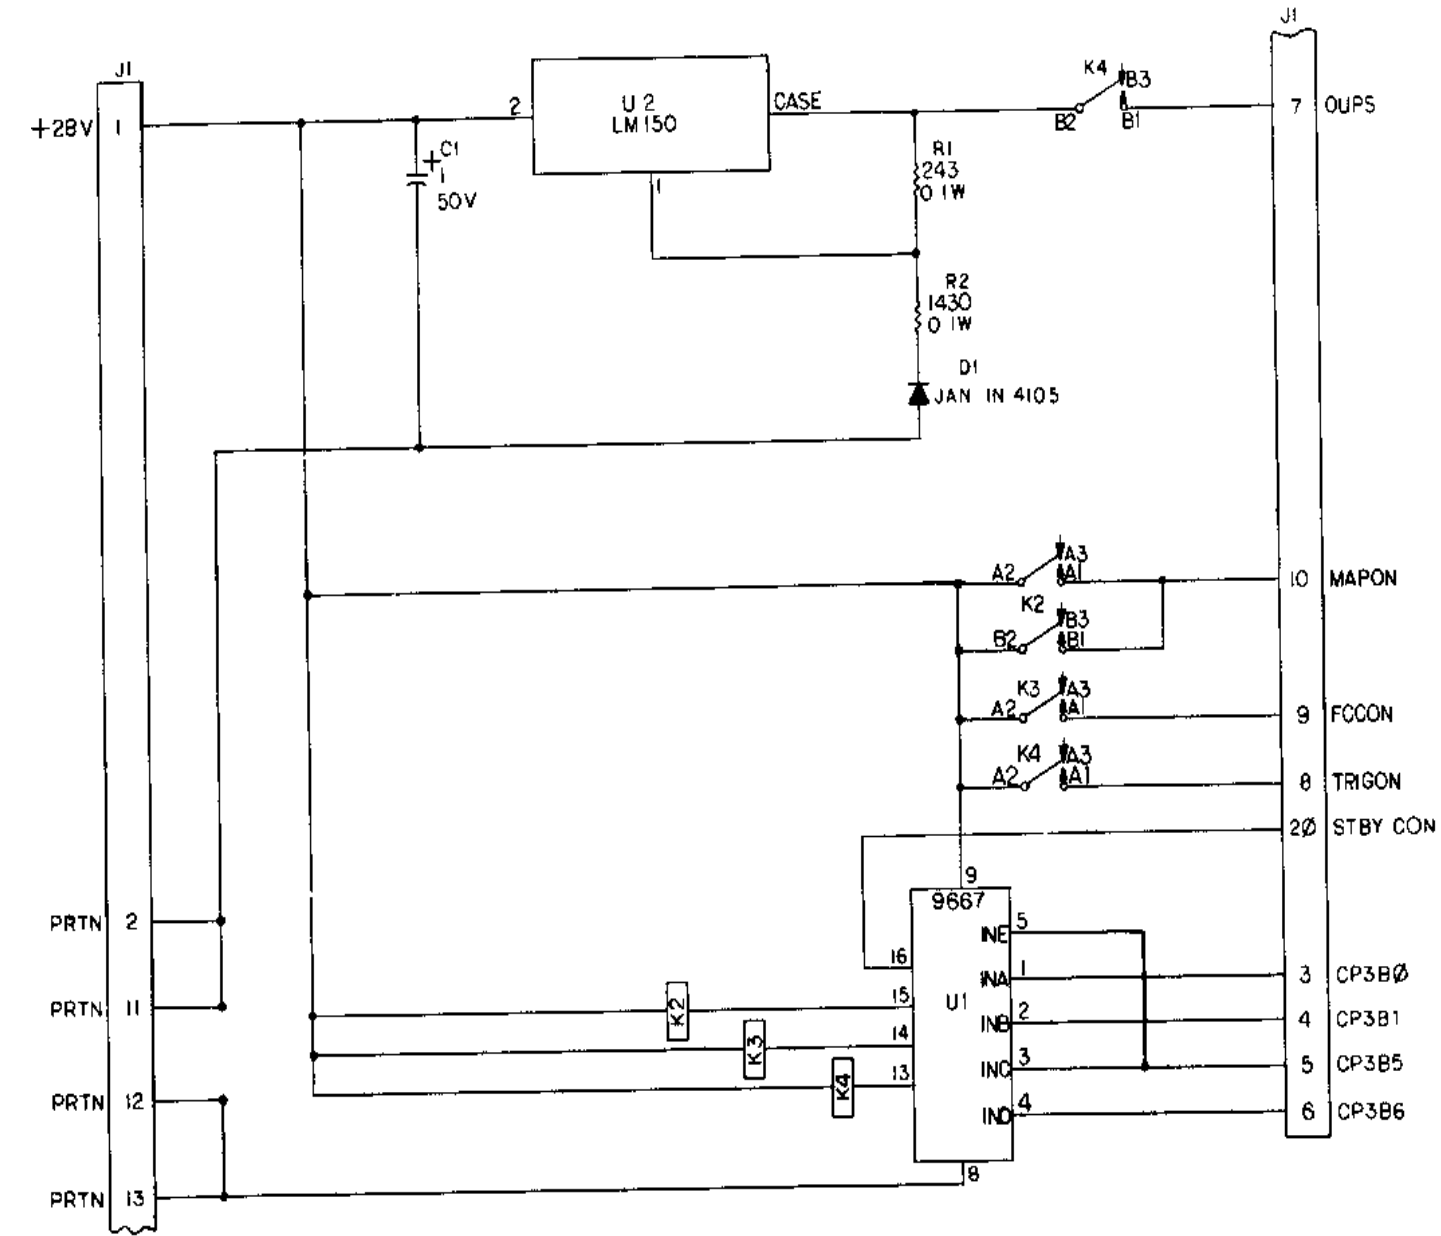 J1
J1
+28V 1
2
U2
LM150
CASE
1
K4
B3
B2
B1
7 OUPS
+ C1
1
50V
R1
243
0.1W
R2
1430
0.1W
D1
JAN 1N 4105
A2
A3
A1
10 MAPON
K2
B2
B3
B1
K3
A2
A3
A1
9 FCCON
K4
A2
A3
A1
8 TRIGON
2Ø STBY CON
9
9667
U1
16
15
14
13
8
INE 5
INA 1
INB 2
INC 3
IND 4
3 CP3BØ
4 CP3B1
5 CP3B5
6 CP3B6
K2
K3
K4
PRTN 2
PRTN 11
PRTN 12
PRTN 13